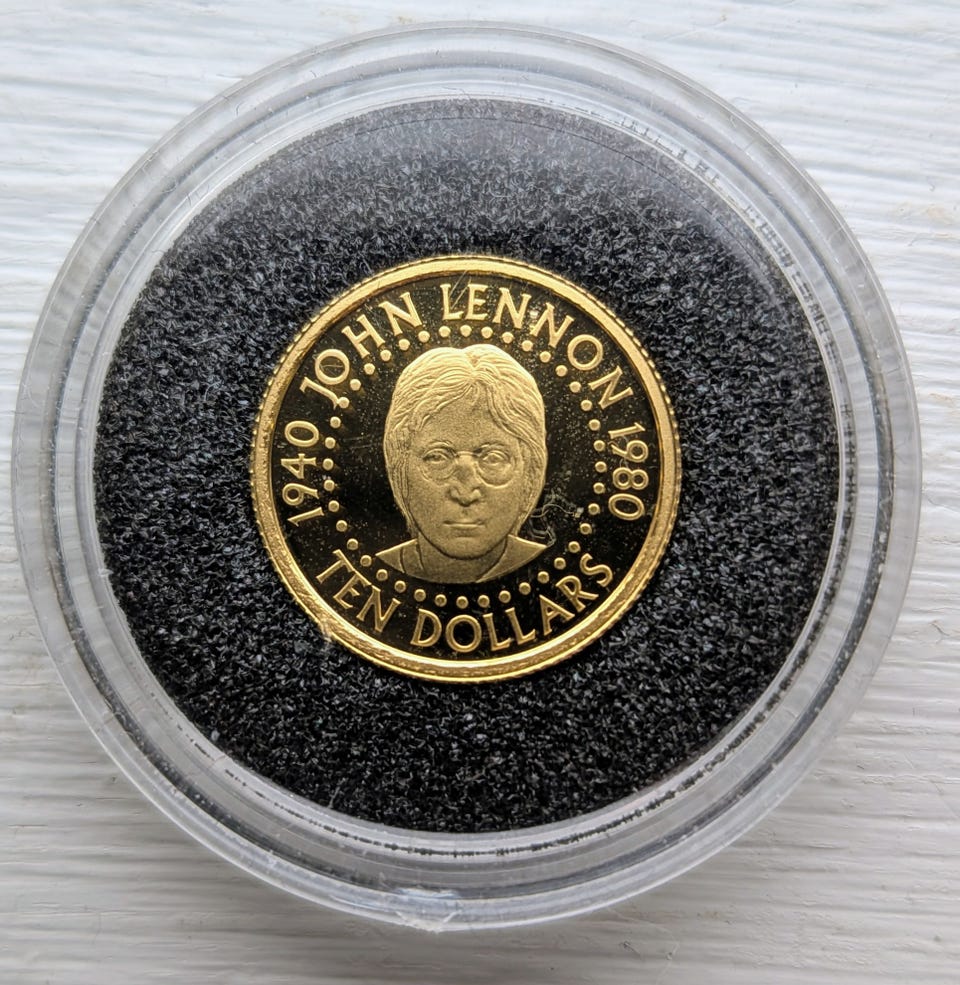 1940 JOHN LENNON 1980
TEN DOLLARS